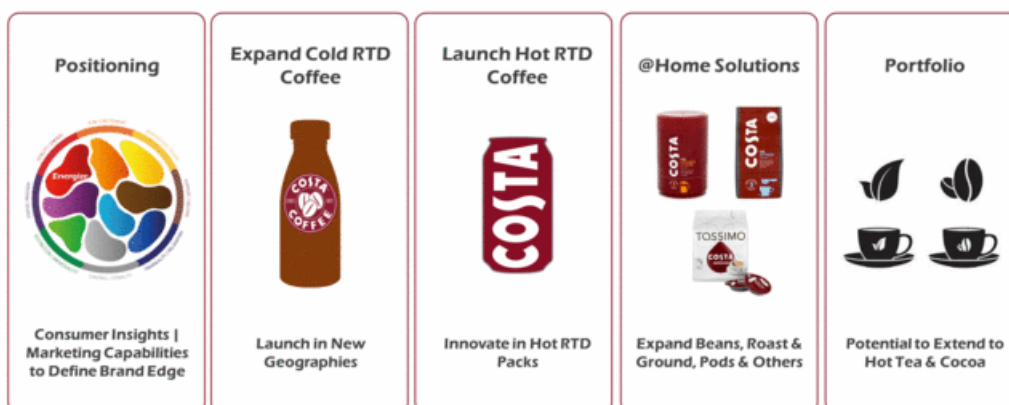 Positioning
Energize
Consumer Insights |
Marketing Capabilities
to Define Brand Edge
Expand Cold RTD
Coffee
COSTA
COFFEE
Launch in New
Geographies
Launch Hot RTD
Coffee
COSTA
Innovate in Hot RTD
Packs
@Home Solutions
COSTA
COSTA
TASSIMO
COSTA
Expand Beans, Roast &
Ground, Pods & Others
Portfolio
Potential to Extend to
Hot Tea & Cocoa